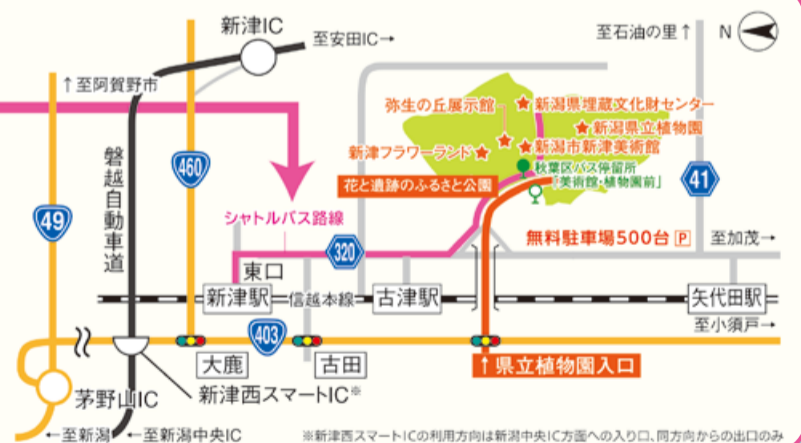 新津IC
至安田IC→
至石油の里↑
N
↑至阿賀野市
弥生の丘展示館
新潟県埋蔵文化財センター
新潟県立植物園
新津フラワーランド
新潟市新津美術館
秋葉区バス停留所
「美術館・植物園前」
花と遺跡のふるさと公園
磐越自動車道
460
41
49
シャトルバス路線
320
無料駐車場500台 P
至加茂→
東口
新津駅
信越本線
古津駅
矢代田駅
至小須戸→
403
大鹿
古田
↑県立植物園入口
茅野山IC
新津西スマートIC※
←至新潟
←至新潟中央IC
※新津西スマートICの利用方向は新潟中央IC方面への入り口、同方向からの出口のみ